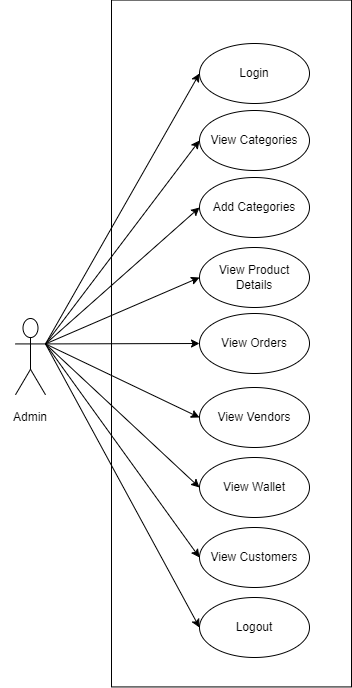 Login
View Categories
Add Categories
View Product
Details
View Orders
Admin
View Vendors
View Wallet
View Customers
Logout